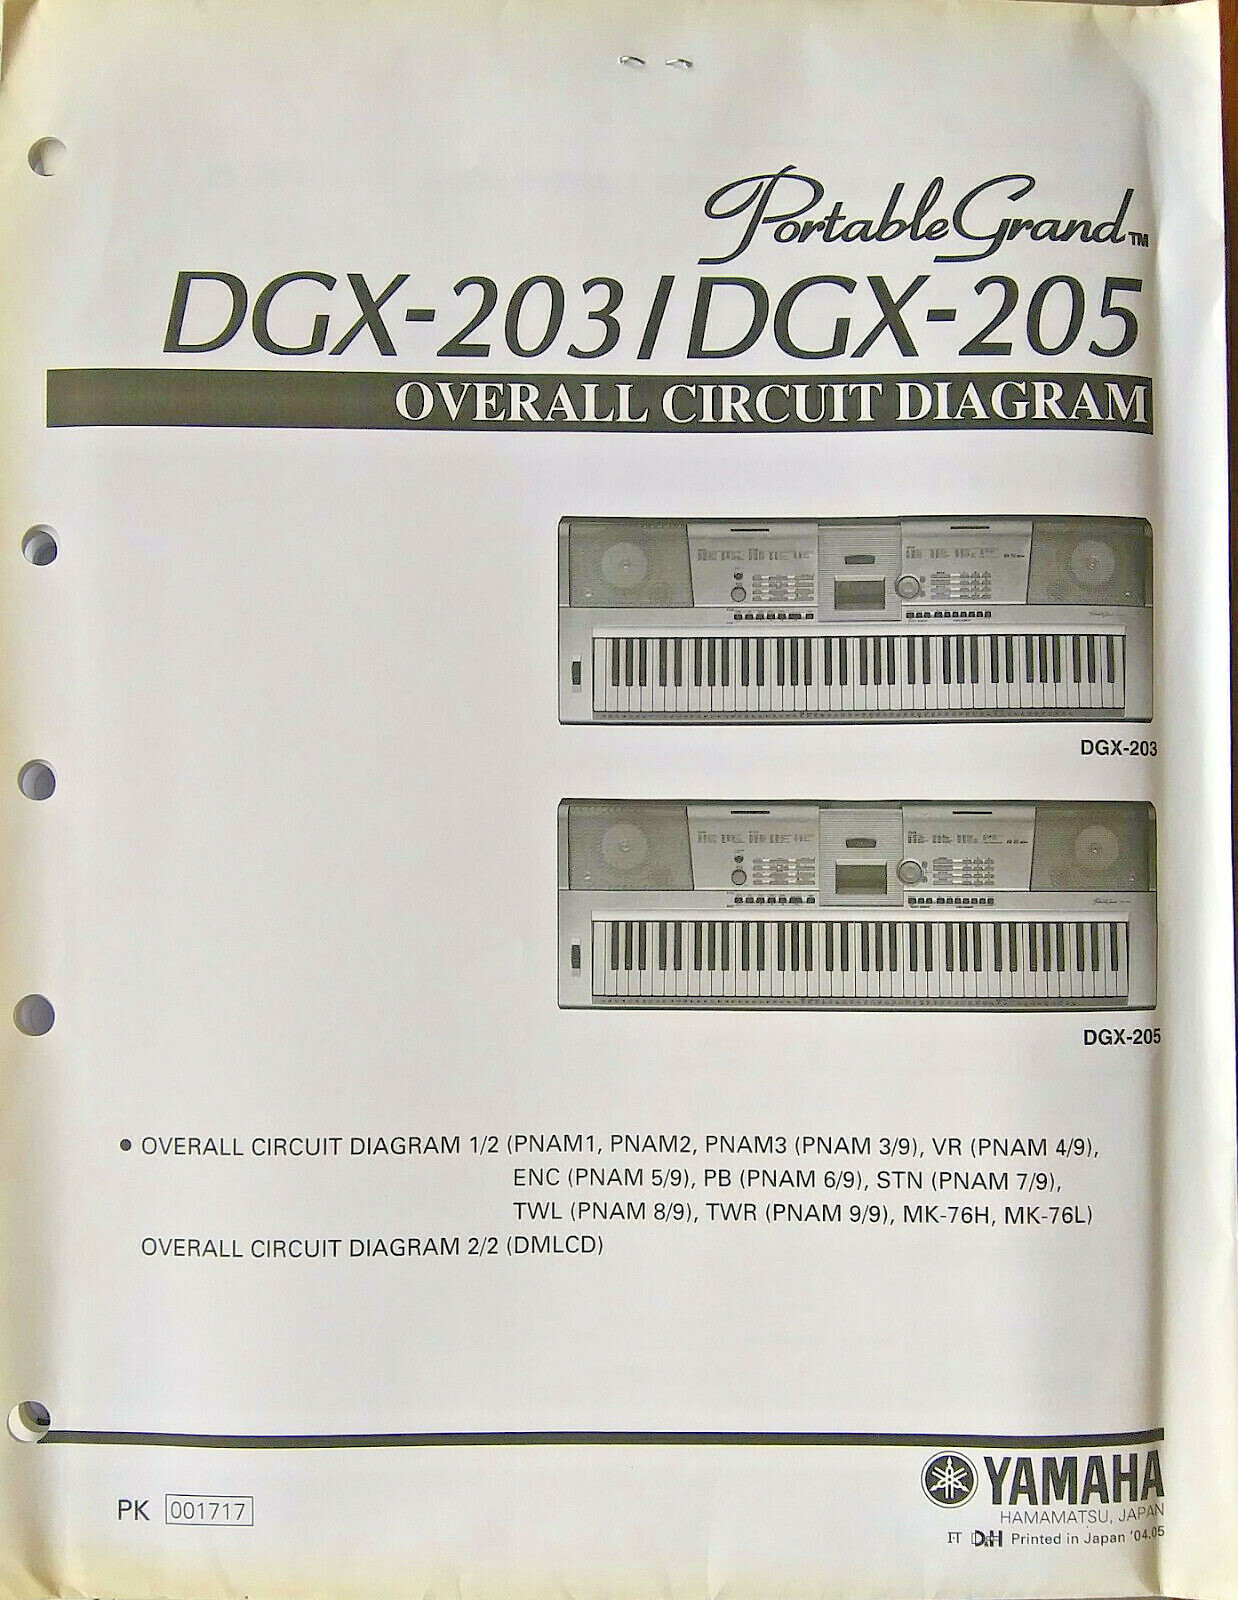 Portable Grand™
DGX-203/DGX-205
OVERALL CIRCUIT DIAGRAM
DGX-203
DGX-205
● OVERALL CIRCUIT DIAGRAM 1/2 (PNAM1, PNAM2, PNAM3 (PNAM 3/9), VR (PNAM 4/9),
ENC (PNAM 5/9), PB (PNAM 6/9), STN (PNAM 7/9),
TWL (PNAM 8/9), TWR (PNAM 9/9), MK-76H, MK-76L)
OVERALL CIRCUIT DIAGRAM 2/2 (DMLCD)
YAMAHA
PK 001717
HAMAMATSU, JAPAN
Printed in Japan '04.05